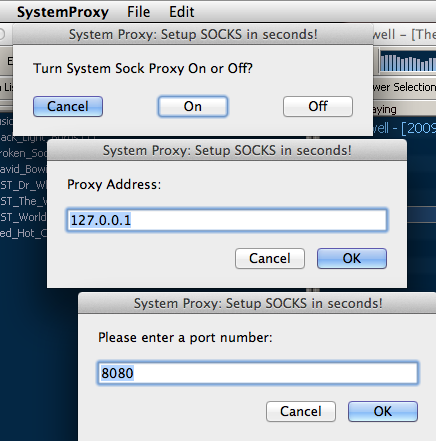 SystemProxy File Edit
System Proxy: Setup SOCKS in seconds!
Turn System Sock Proxy On or Off?
Cancel On Off
System Proxy: Setup SOCKS in seconds!
Proxy Address:
127.0.0.1
Cancel OK
System Proxy: Setup SOCKS in seconds!
Please enter a port number:
8080
Cancel OK
well - [The
wer Selection
aying
well - [2009
roken_Soc
avid_Bowi
ST_Dr_Wh
ST_The_W
ST_World
ed_Hot_C